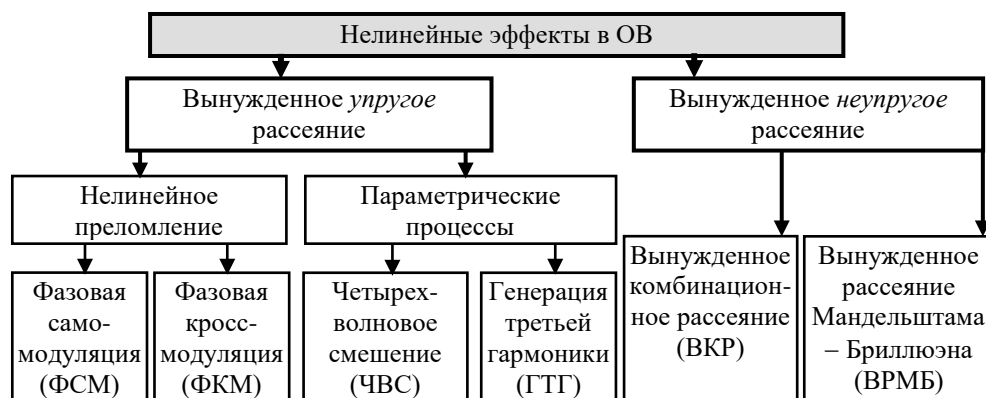 Нелинейные эффекты в ОВ
Вынужденное упругое
рассеяние
Вынужденное неупругое
рассеяние
Нелинейное
преломление
Параметрические
процессы
Фазовая
само-
модуляция
(ФСМ)
Фазовая
кросс-
модуляция
(ФКМ)
Четырех-
волновое
смешение
(ЧВС)
Генерация
третьей
гармоники
(ГТГ)
Вынужденное
комбинацион-
ное рассеяние
(ВКР)
Вынужденное
рассеяние
Мандельштама
– Бриллюэна
(ВРМБ)